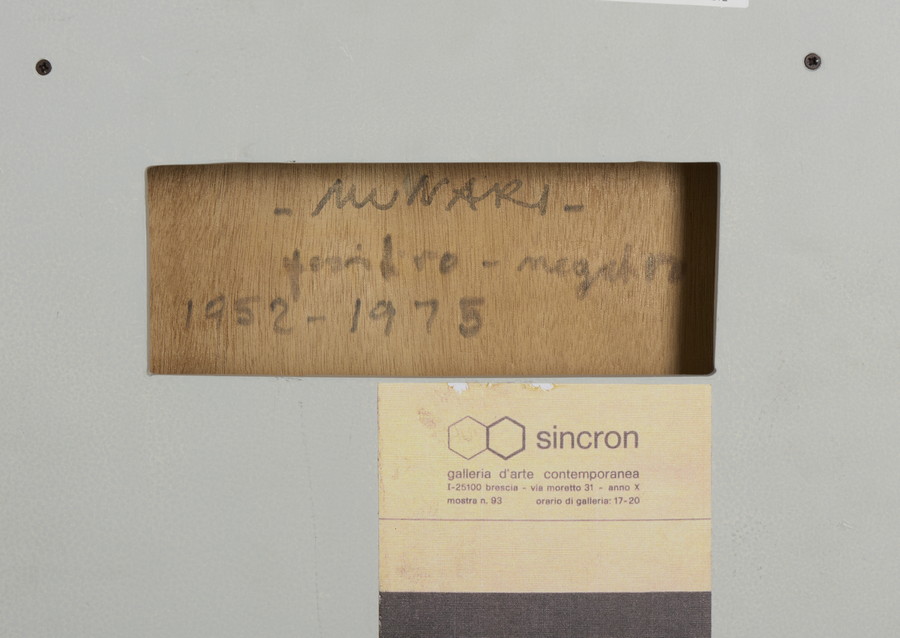 - MUNARI -
positivo - negativo
1952 - 1975
sincron
galleria d'arte contemporanea
I-25100 brescia - via moretto 31 - anno X
mostra n. 93 orario di galleria: 17-20